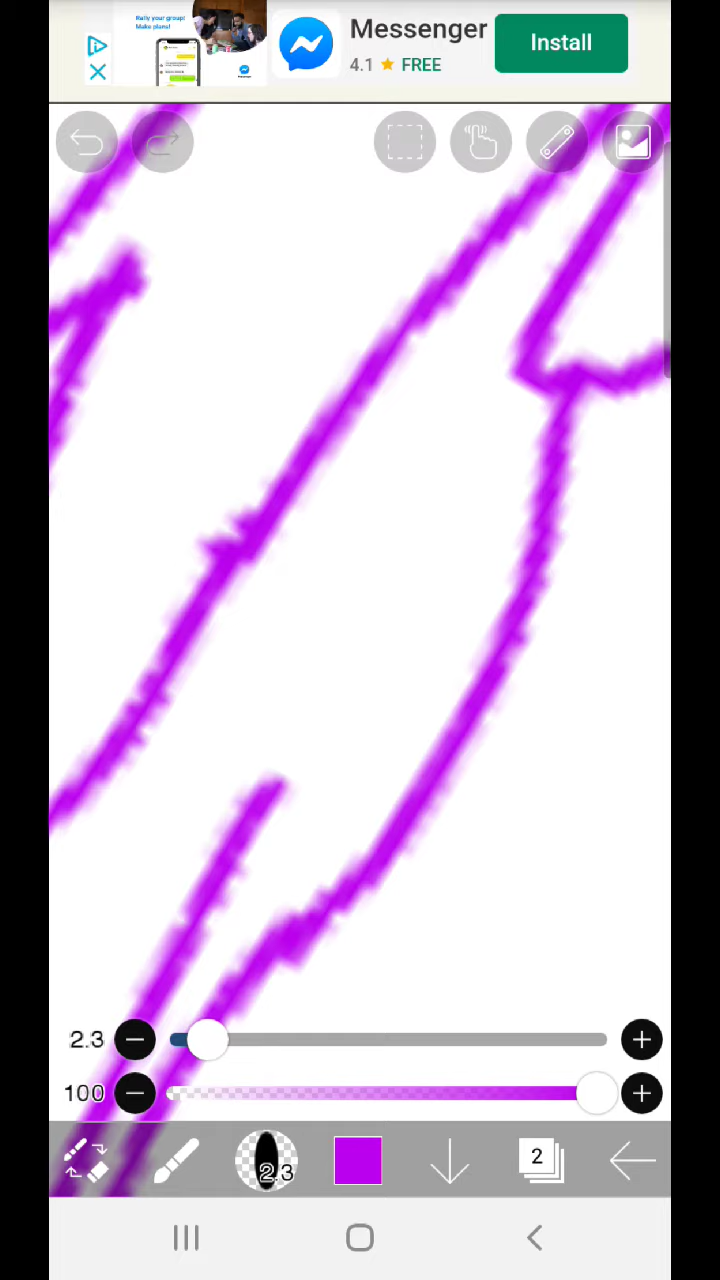 Rally your group!
Make plans!
Messenger
4.1 ★ FREE
Install
2.3
100
2.3
2